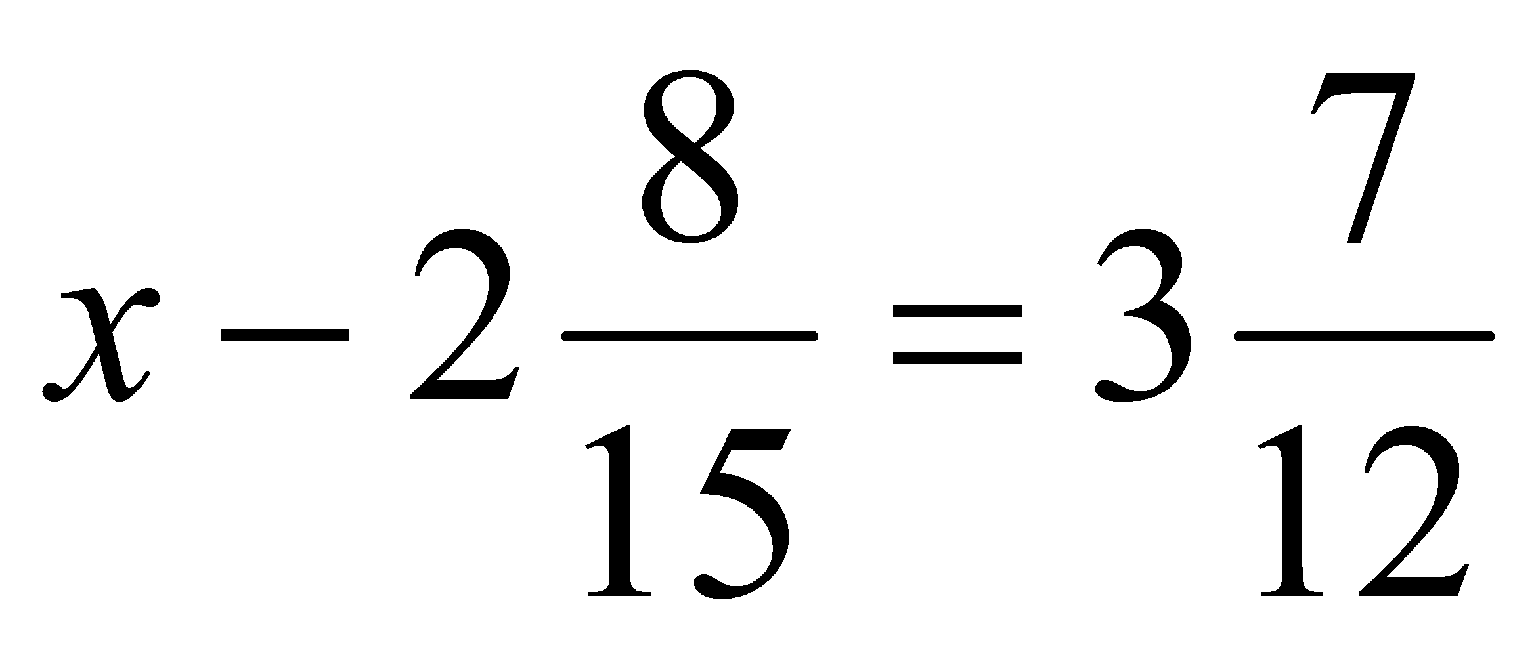 x − 2 8/15 = 3 7/12